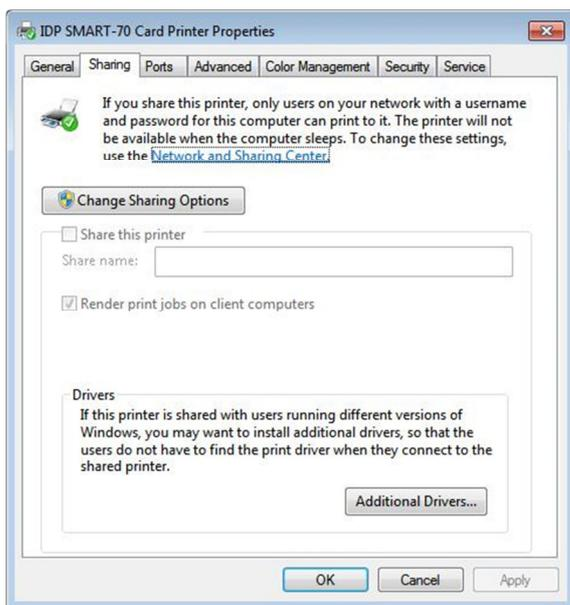 IDP SMART-70 Card Printer Properties
General Sharing Ports Advanced Color Management Security Service
If you share this printer, only users on your network with a username
and password for this computer can print to it. The printer will not
be available when the computer sleeps. To change these settings,
use the Network and Sharing Center.
Change Sharing Options
Share this printer
Share name:
Render print jobs on client computers
Drivers
If this printer is shared with users running different versions of
Windows, you may want to install additional drivers, so that the
users do not have to find the print driver when they connect to the
shared printer.
Additional Drivers...
OK Cancel Apply